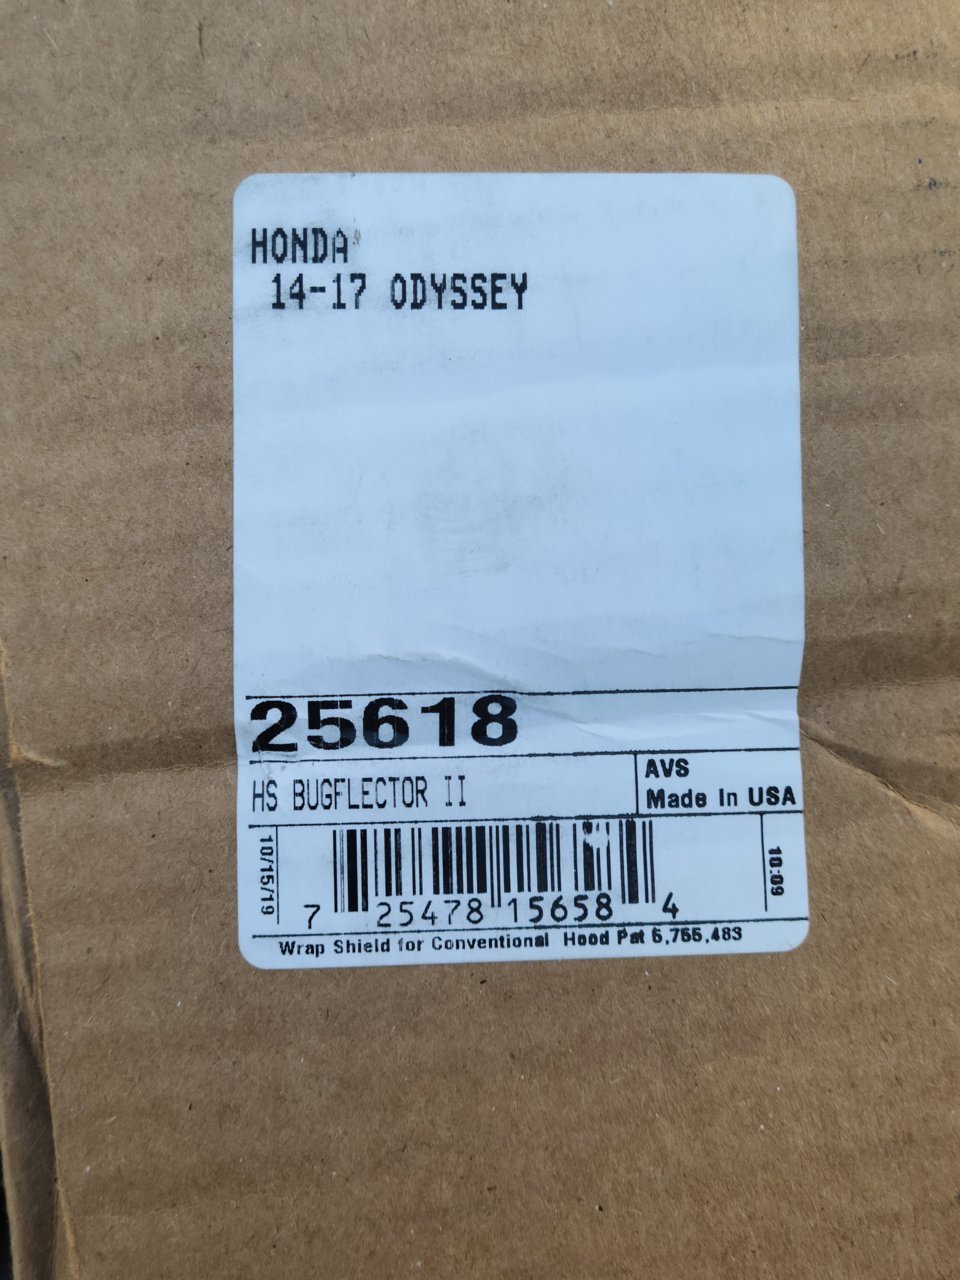 HONDA
14-17 ODYSSEY
25618
HS BUGFLECTOR II
AVS
Made In USA
10/15/19
7 25478 15658 4
10:09
Wrap Shield for Conventional Hood Pat 5,755,483